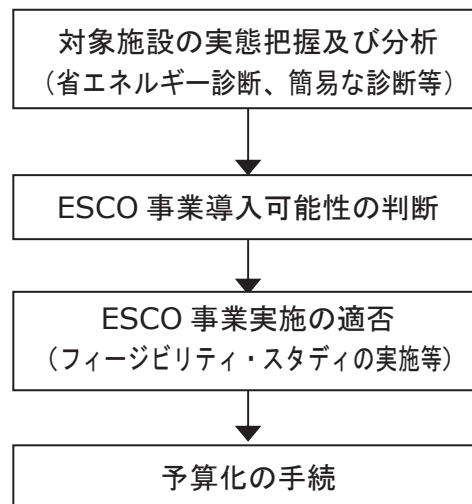 対象施設の実態把握及び分析
（省エネルギー診断、簡易な診断等）
ESCO 事業導入可能性の判断
ESCO 事業実施の適否
（フィージビリティ・スタディの実施等）
予算化の手続